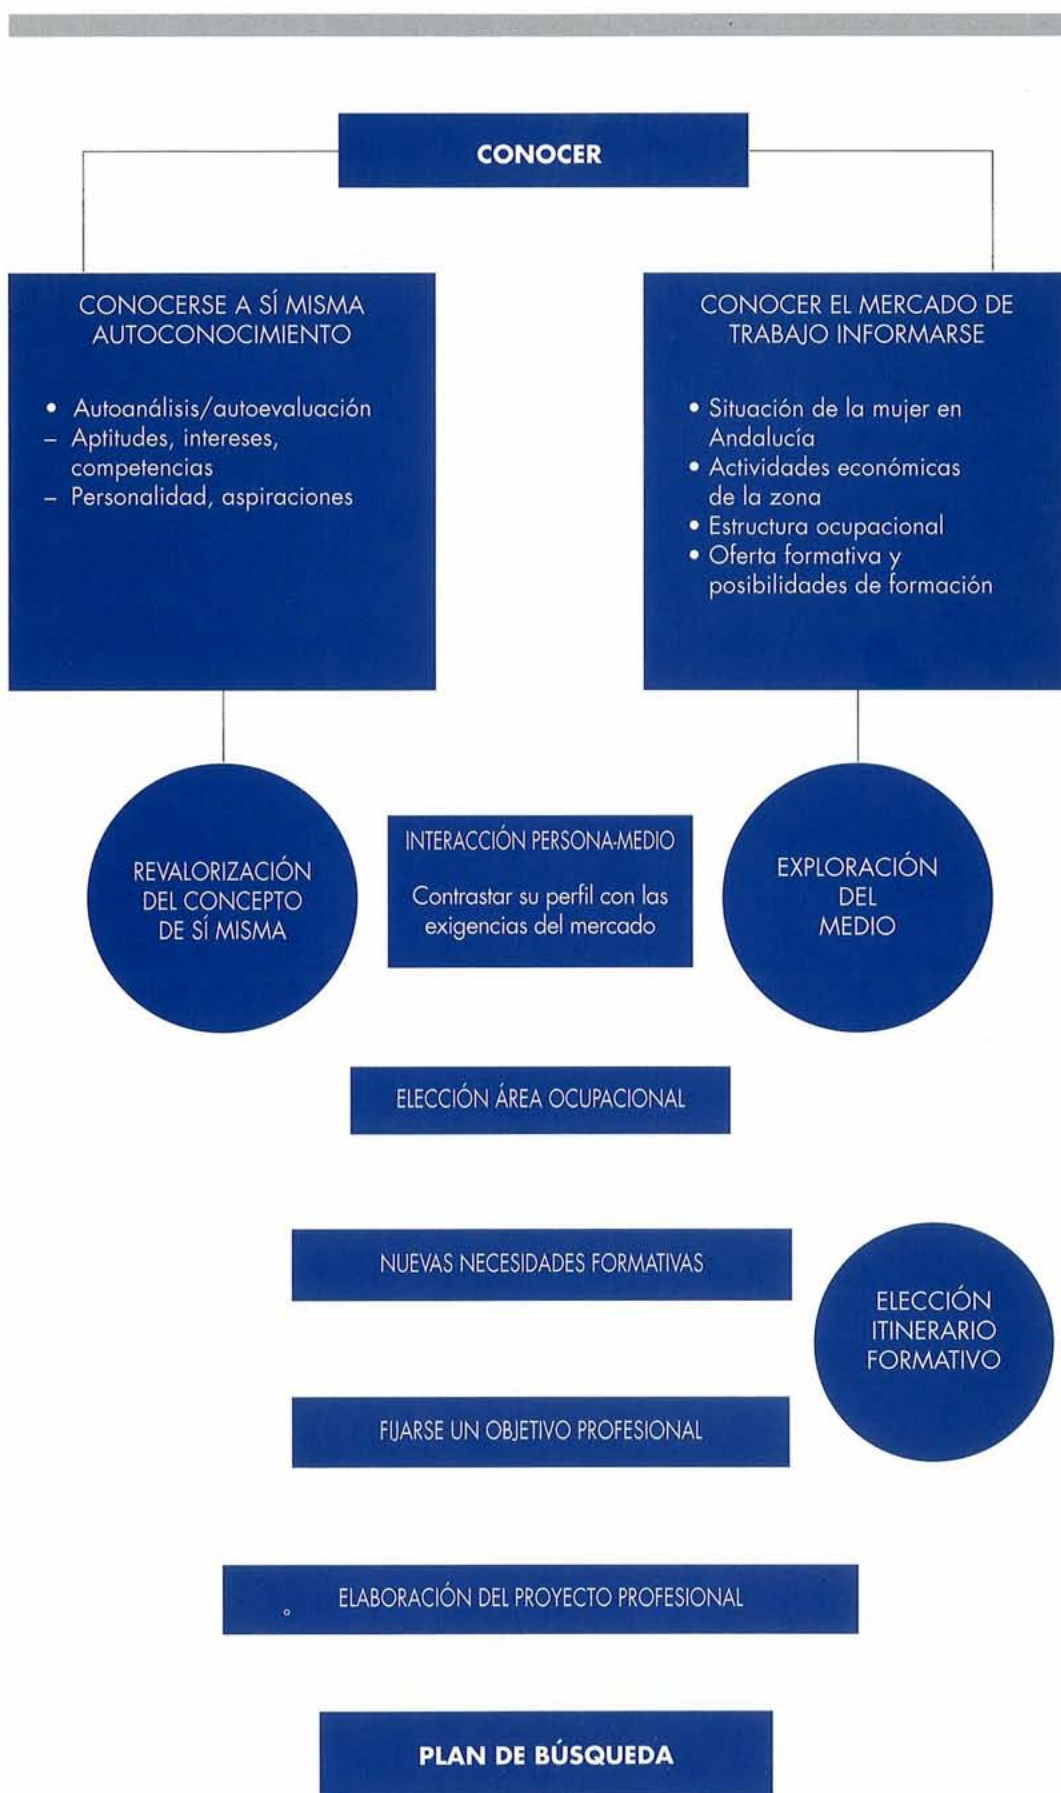 CONOCER
CONOCERSE A SÍ MISMA
AUTOCONOCIMIENTO
• Autoanálisis/autoevaluación
– Aptitudes, intereses,
competencias
– Personalidad, aspiraciones
CONOCER EL MERCADO DE
TRABAJO INFORMARSE
• Situación de la mujer en
Andalucía
• Actividades económicas
de la zona
• Estructura ocupacional
• Oferta formativa y
posibilidades de formación
REVALORIZACIÓN
DEL CONCEPTO
DE SÍ MISMA
INTERACCIÓN PERSONA-MEDIO
Contrastar su perfil con las
exigencias del mercado
EXPLORACIÓN
DEL
MEDIO
ELECCIÓN ÁREA OCUPACIONAL
NUEVAS NECESIDADES FORMATIVAS
ELECCIÓN
ITINERARIO
FORMATIVO
FIJARSE UN OBJETIVO PROFESIONAL
ELABORACIÓN DEL PROYECTO PROFESIONAL
PLAN DE BÚSQUEDA